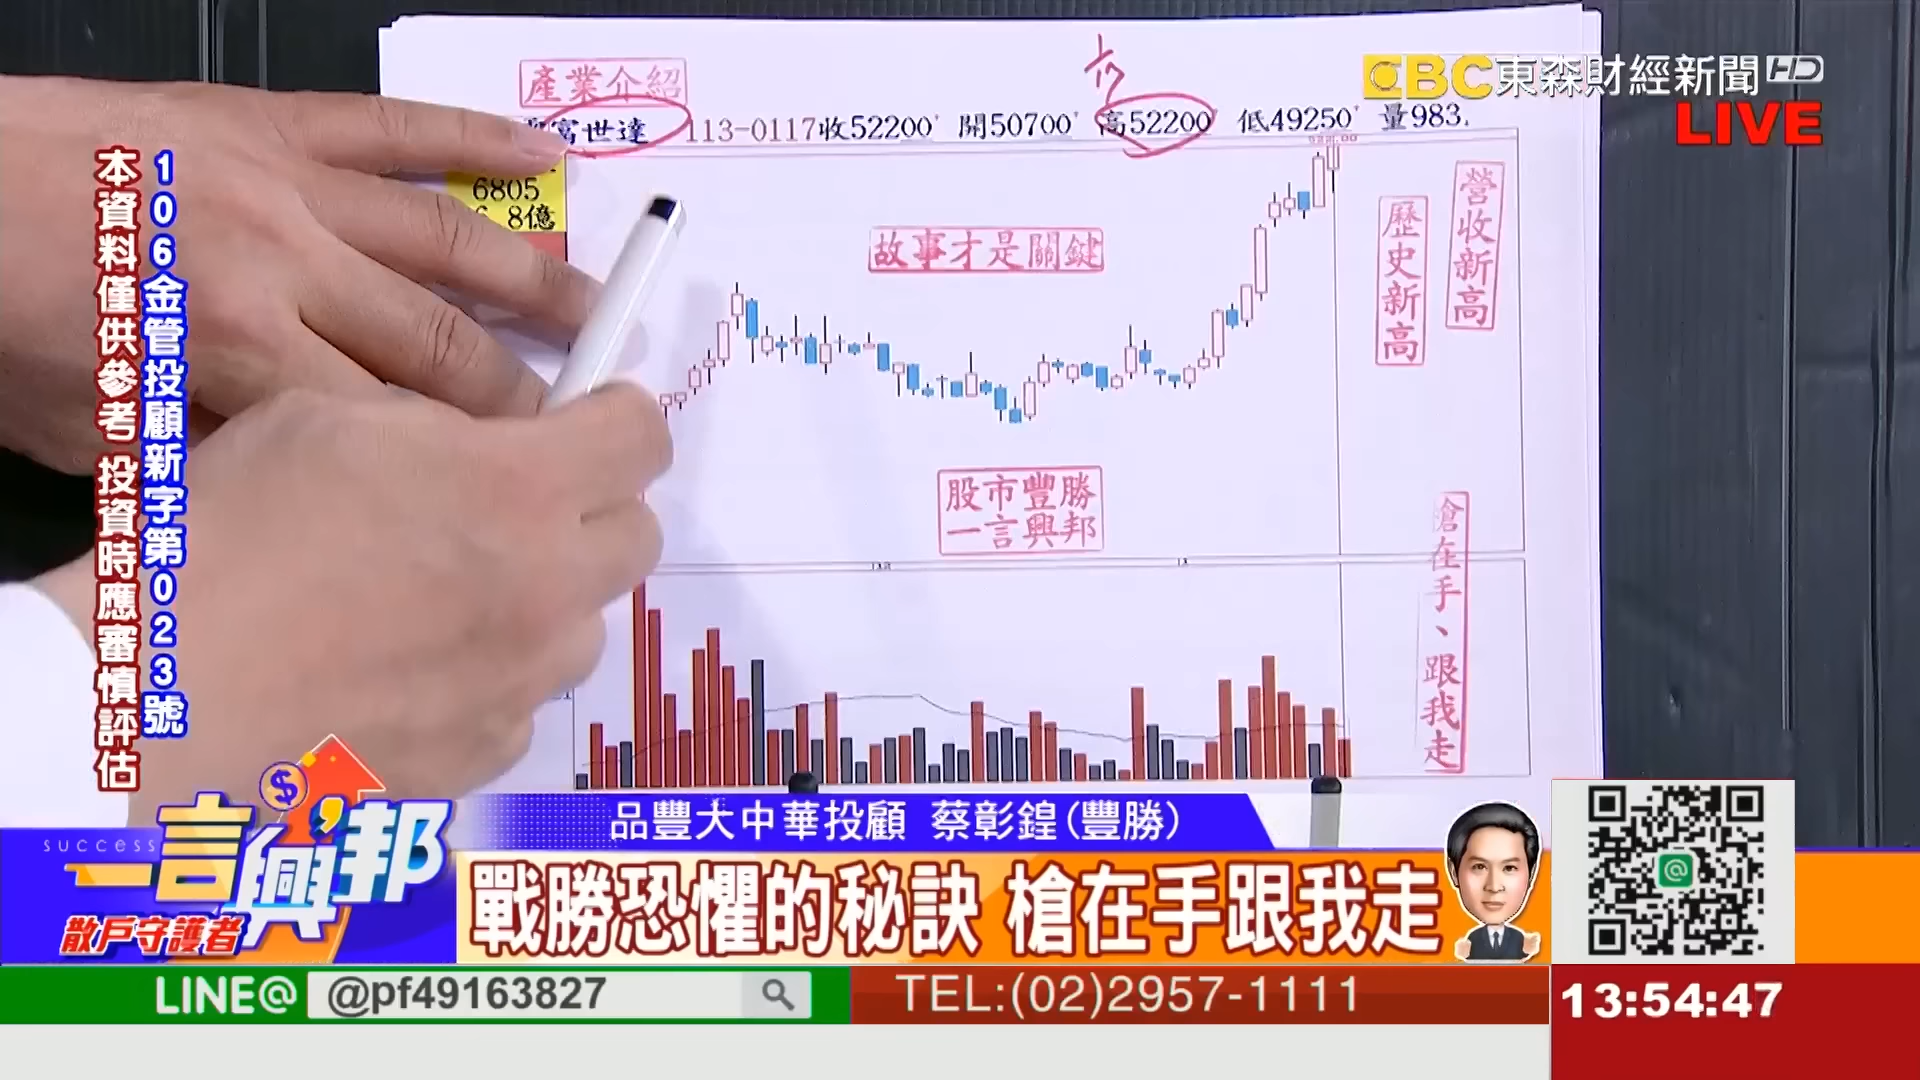 EBC東森財經新聞HD
LIVE
產業介紹
富世達 113-0117收52200' 開50700' 高52200 低49250' 量983.
6805
8億
故事才是關鍵
營收新高
歷史新高
股市豐勝
一言興邦
槍在手、跟我走
106金管投顧新字第023號
本資料僅供參考 投資時應審慎評估
$
success
一言興邦
散戶守護者
品豐大中華投顧 蔡彰鍠(豐勝)
戰勝恐懼的秘訣 槍在手跟我走
LINE@ @pf49163827
TEL:(02)2957-1111
13:54:47